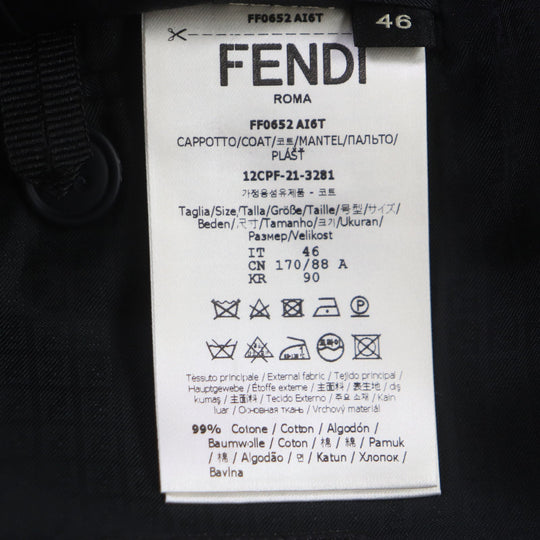 FF0652 AI6T
46
FENDI
ROMA
FF0652 AI6T
CAPPOTTO/COAT/코트/MANTEL/ПАЛЬТО/
PLÁŠŤ
12CPF-21-3281
가정용섬유제품 - 코트
Taglia/Size/Talla/Größe/Taille/号型/サイズ/
Beden/尺寸/Tamanho/크기/Ukuran/
Размер/Velikost
IT 46
CN 170/88 A
KR 90
드라이
Tessuto principale / External fabric / Tejido principal /
Hauptgewebe / Étoffe externe / 主面料 / 表生地 / dış
kumaş / 主面料 / Tecido Externo / 주요 소재 / Kain
luar / Основная ткань / Vrchový materiál
99% Cotone / Cotton / Algodón /
Baumwolle / Coton / 棉 / 綿 / Pamuk
/ 棉 / Algodão / 면 / Katun / Хлопок /
Bavlna